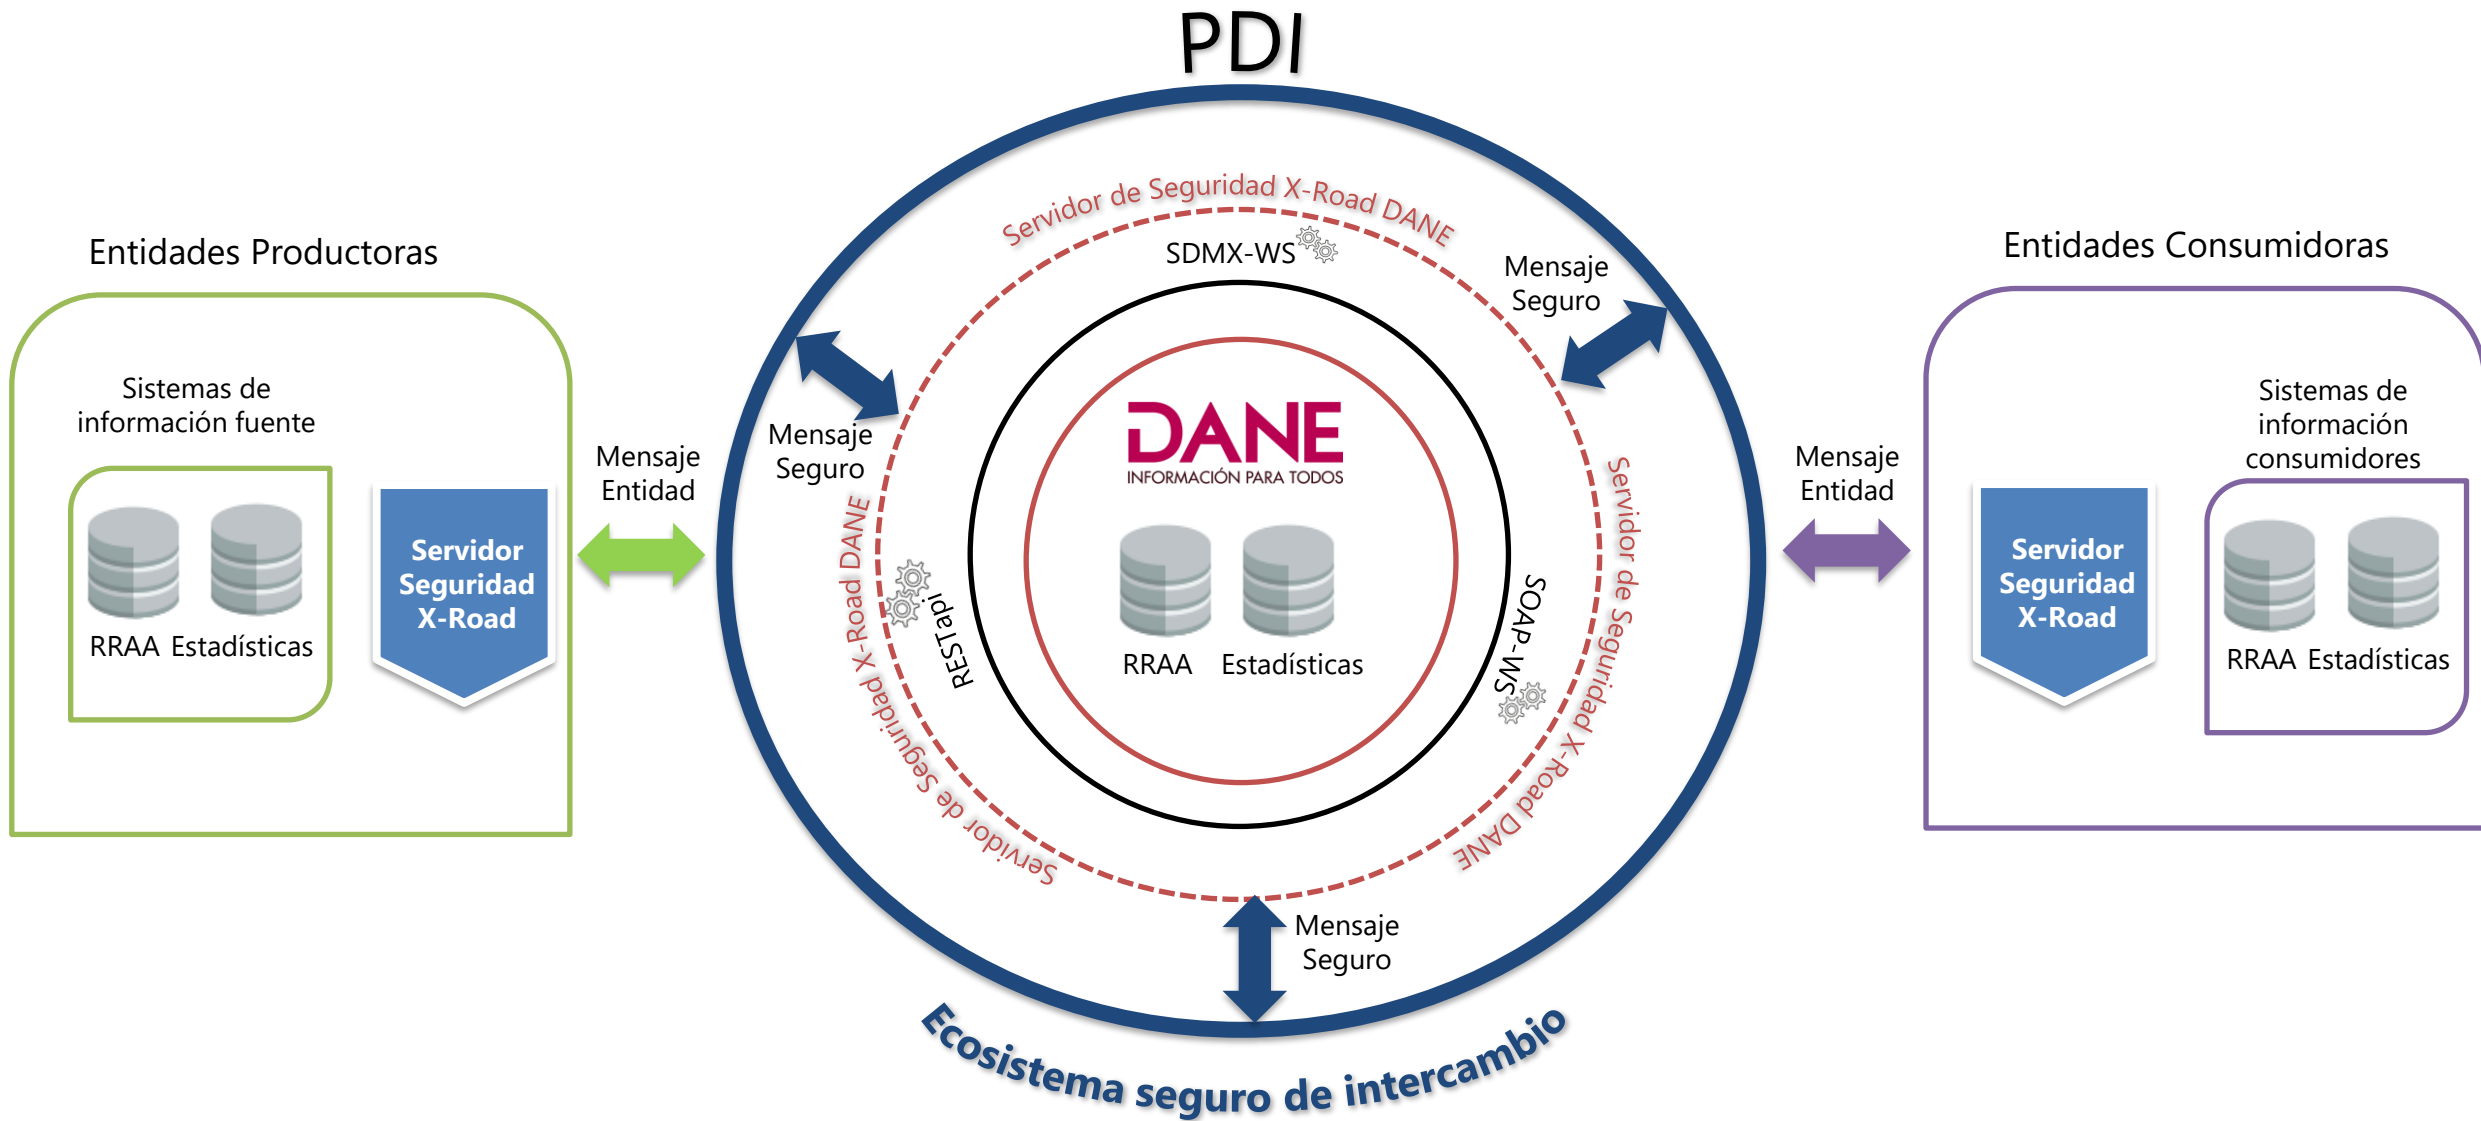 PDI
Entidades Productoras
Sistemas de
información fuente
RRAA Estadísticas
Servidor
Seguridad
X-Road
Mensaje
Entidad
Servidor de Seguridad X-Road DANE
SDMX-WS
Mensaje
Seguro
Mensaje
Seguro
DANE
INFORMACIÓN PARA TODOS
RRAA Estadísticas
Servidor de Seguridad X-Road DANE
RESTapi
SOAP-WS
Servidor de Seguridad X-Road DANE
Mensaje
Seguro
Ecosistema seguro de intercambio
Mensaje
Entidad
Entidades Consumidoras
Servidor
Seguridad
X-Road
Sistemas de
información
consumidores
RRAA Estadísticas